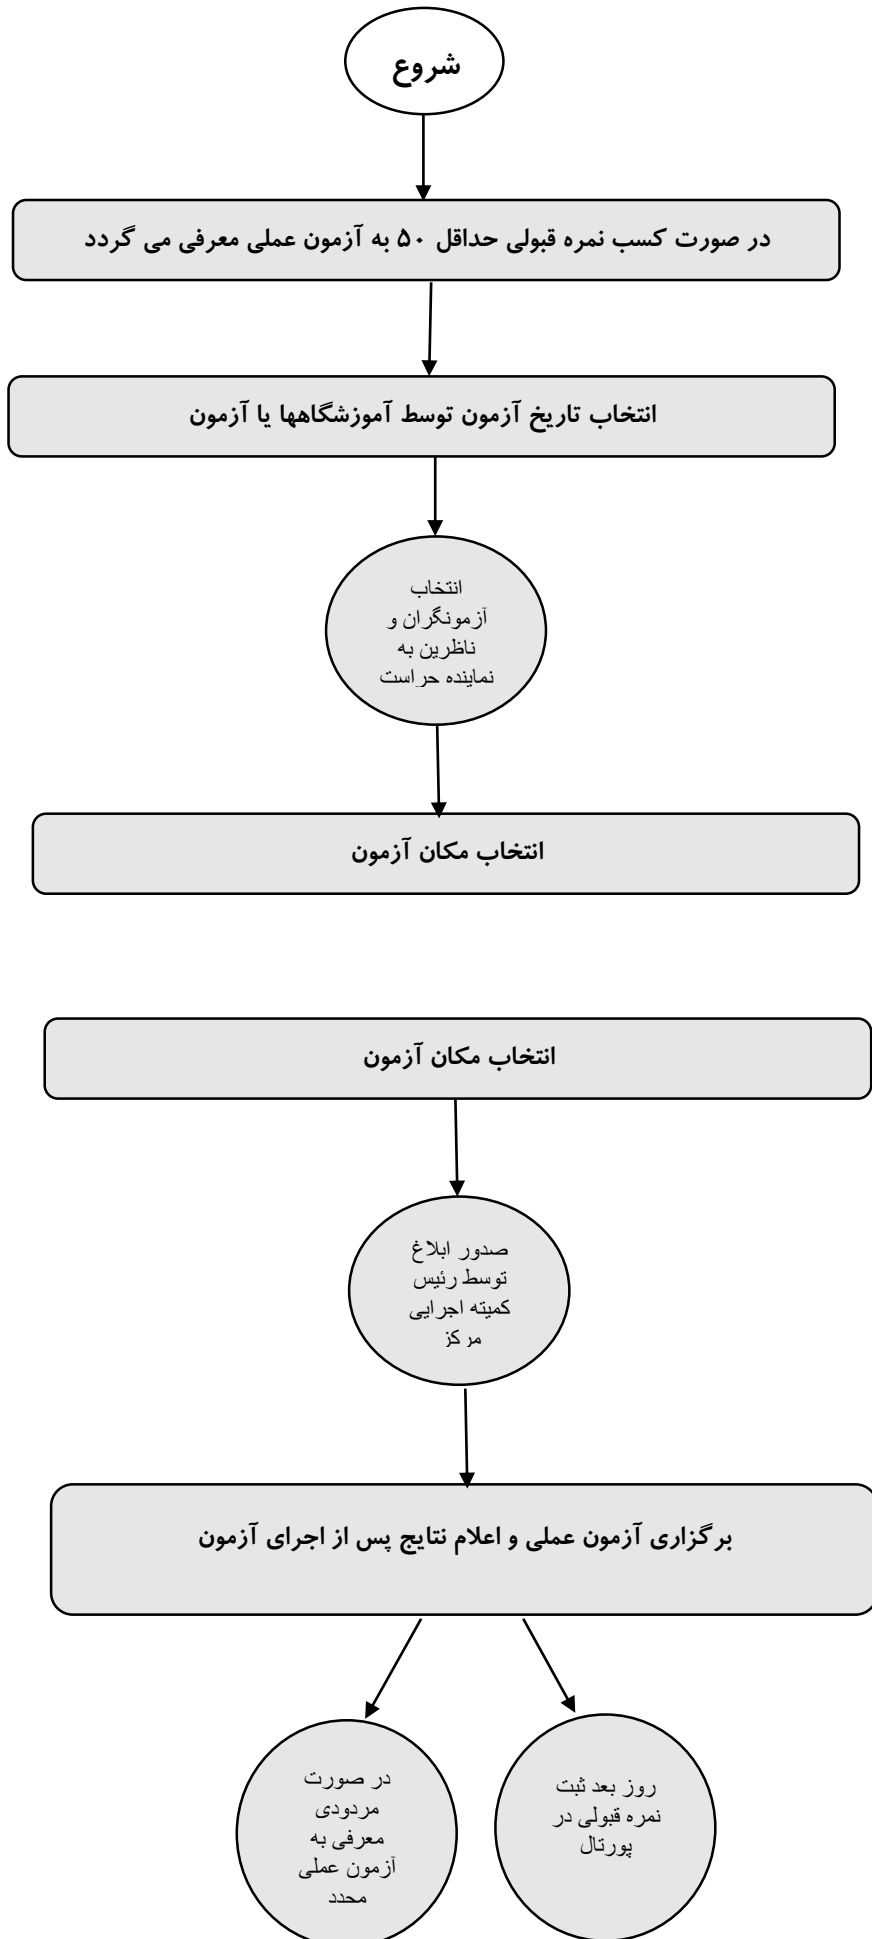 شروع
در صورت کسب نمره قبولی حداقل ۵۰ به آزمون عملی معرفی می گردد
انتخاب تاریخ آزمون توسط آموزشگاهها یا آزمون
انتخاب
آزمونگران و
ناظرین به
نماینده حراست
انتخاب مکان آزمون
انتخاب مکان آزمون
صدور ابلاغ
توسط رئیس
کمیته اجرایی
مرکز
برگزاری آزمون عملی و اعلام نتایج پس از اجرای آزمون
روز بعد ثبت
نمره قبولی در
پورتال
در صورت
مردودی
معرفی به
آزمون عملی
مجدد